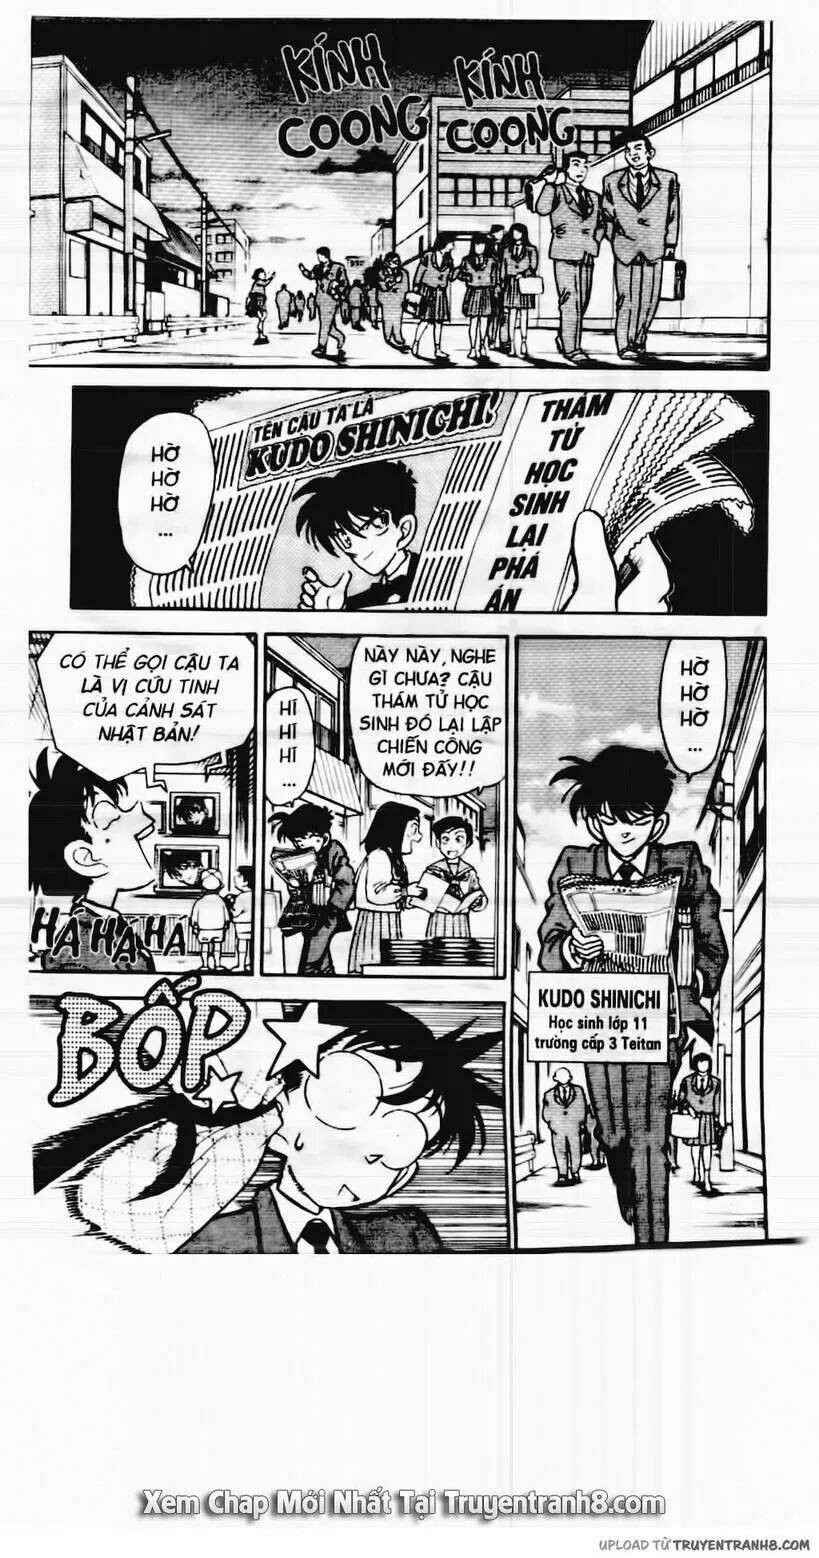 KÍNH
COONG
KÍNH
COONG
HỜ
HỜ
HỜ
...
TÊN CẬU TA LÀ
KUDO SHINICHI!
THÁM
TỬ
HỌC
SINH
LẠI
PHÁ
ÁN
HỜ
HỜ
HỜ
...
KUDO SHINICHI
Học sinh lớp 11
trường cấp 3 Teitan
NÀY NÀY, NGHE
GÌ CHƯA? CẬU
THÁM TỬ HỌC
SINH ĐÓ LẠI LẬP
CHIẾN CÔNG
MỚI ĐẤY!!
HÍ
HÍ
HÍ
...
CÓ THỂ GỌI CẬU TA
LÀ VỊ CỨU TINH
CỦA CẢNH SÁT
NHẬT BẢN!
HÁ HA HA
BỐP
Xem Chap Mới Nhất Tại Truyentranh8.com
UPLOAD TỪ TRUYENTRANH8.COM